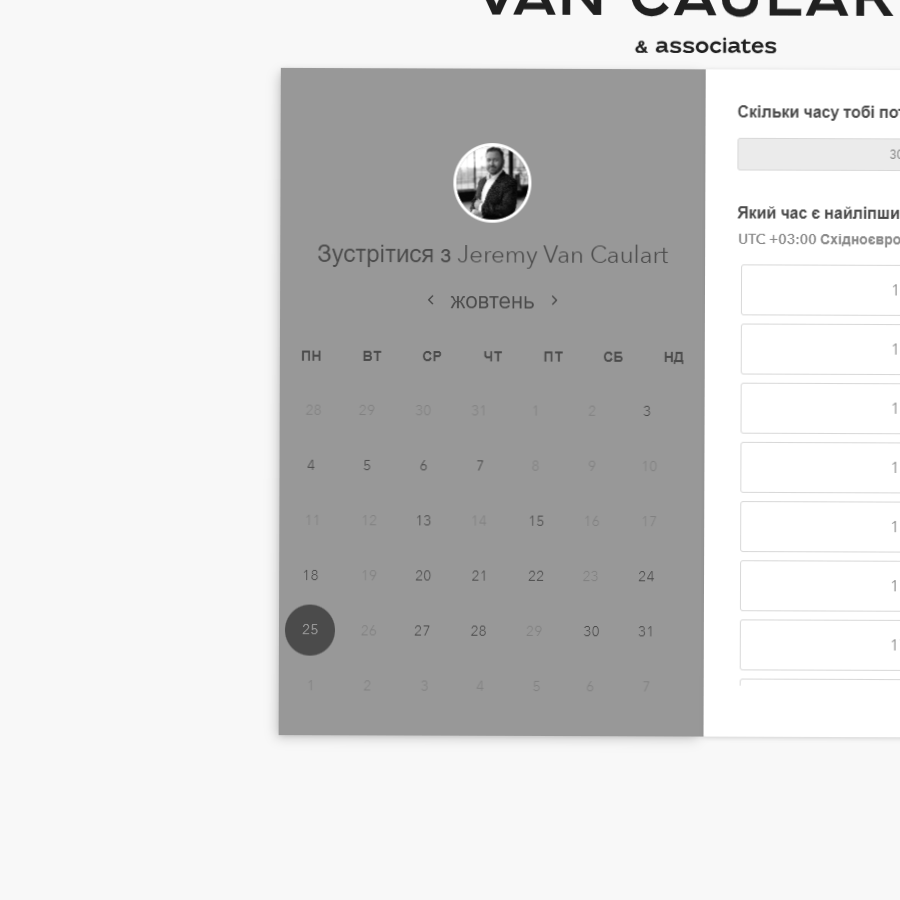 VAN CAULAR
& associates
Зустрітися з Jeremy Van Caulart
< жовтень >
ПН ВТ СР ЧТ ПТ СБ НД
28 29 30 31 1 2 3
4 5 6 7 8 9 10
11 12 13 14 15 16 17
18 19 20 21 22 23 24
25 26 27 28 29 30 31
1 2 3 4 5 6 7
Скільки часу тобі по
30
Який час є найліпши
UTC +03:00 Східноєвро
1
1
1
1
1
1
1